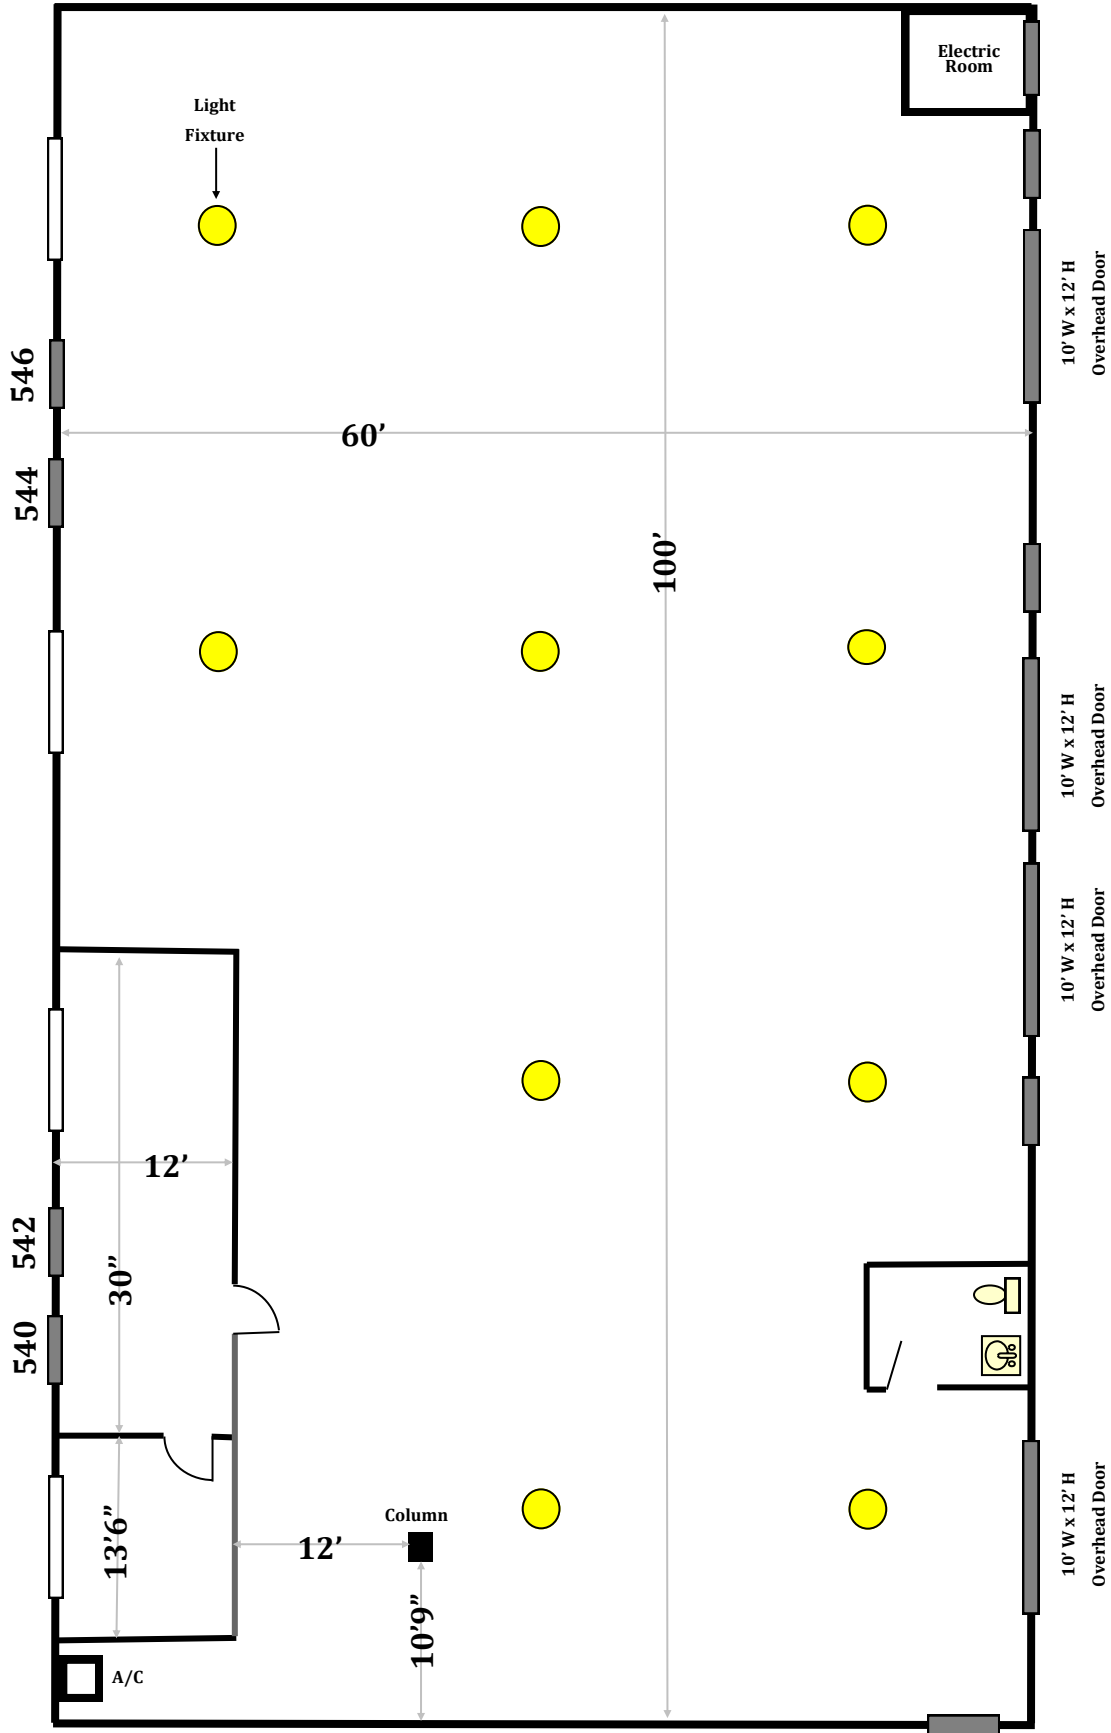 Electric
Room
Light
Fixture
10’ W x 12’ H
Overhead Door
546
60’
544
100’
10’ W x 12’ H
Overhead Door
10’ W x 12’ H
Overhead Door
12’
542
30”
540
Column
10’ W x 12’ H
Overhead Door
13’6”
12’
10’9”
A/C